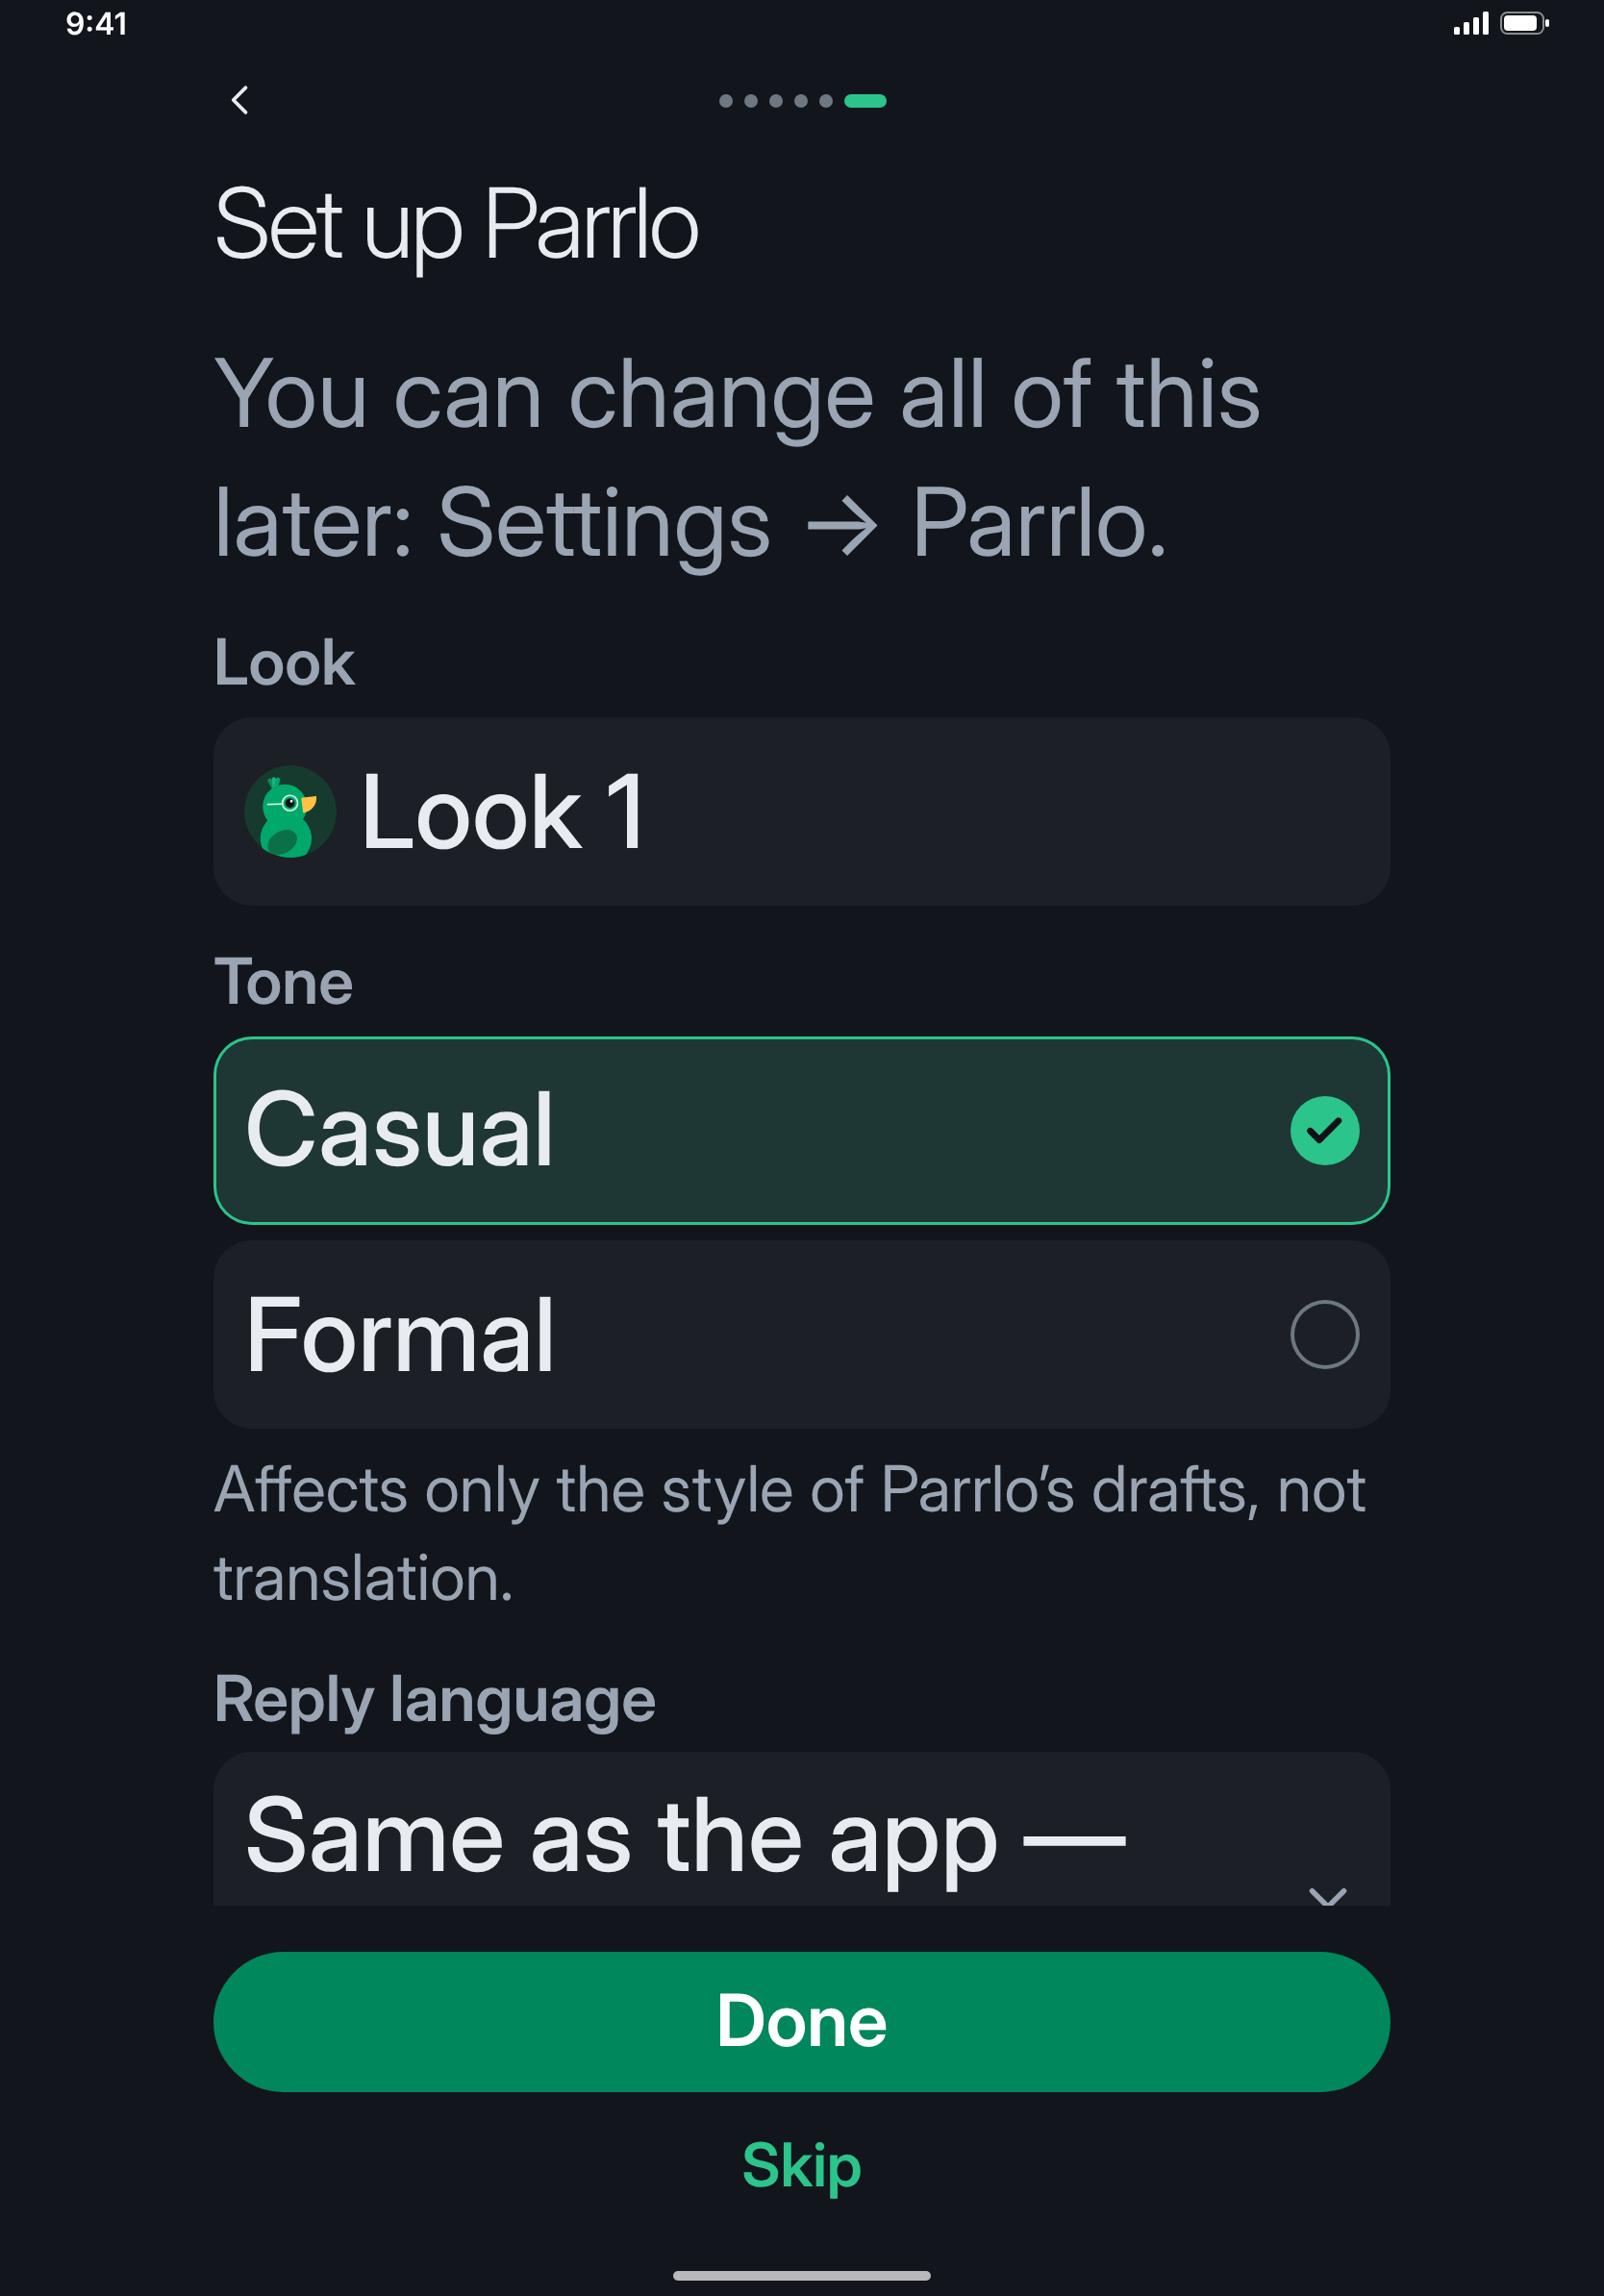 9:41
Set up Parrlo
You can change all of this
later: Settings → Parrlo.
Look
Look 1
Tone
Casual
Formal
Affects only the style of Parrlo’s drafts, not
translation.
Reply language
Same as the app —
Done
Skip